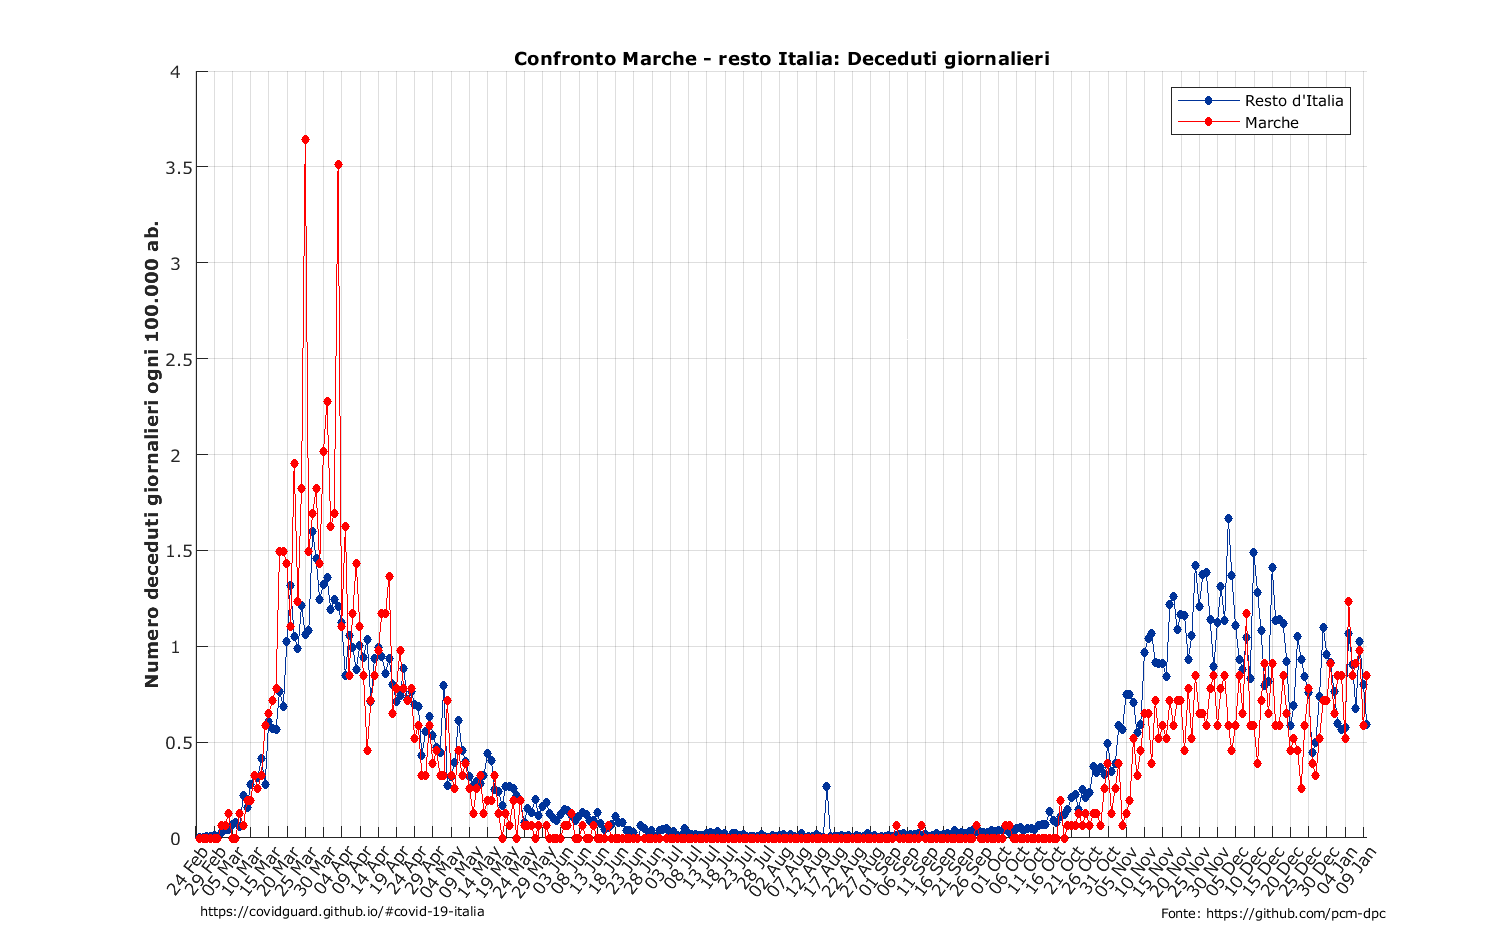 Confronto Marche - resto Italia: Deceduti giornalieri
Resto d'Italia
Marche
Numero deceduti giornalieri ogni 100.000 ab.
4
3.5
3
2.5
2
1.5
1
0.5
0
24 Feb
29 Feb
05 Mar
10 Mar
15 Mar
20 Mar
25 Mar
30 Mar
04 Apr
09 Apr
14 Apr
19 Apr
24 Apr
29 Apr
04 May
09 May
14 May
19 May
24 May
29 May
03 Jun
08 Jun
13 Jun
18 Jun
23 Jun
28 Jun
03 Jul
08 Jul
13 Jul
18 Jul
23 Jul
28 Jul
02 Aug
07 Aug
12 Aug
17 Aug
22 Aug
27 Aug
01 Sep
06 Sep
11 Sep
16 Sep
21 Sep
26 Sep
01 Oct
06 Oct
11 Oct
16 Oct
21 Oct
26 Oct
31 Oct
05 Nov
10 Nov
15 Nov
20 Nov
25 Nov
30 Nov
05 Dec
10 Dec
15 Dec
20 Dec
25 Dec
30 Dec
04 Jan
09 Jan
https://covidguard.github.io/#covid-19-italia
Fonte: https://github.com/pcm-dpc